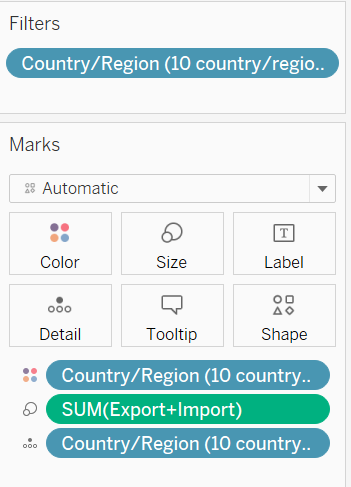 Filters
Country/Region (10 country/regio..
Marks
Automatic
Color Size Label
Detail Tooltip Shape
Country/Region (10 country..
SUM(Export+Import)
Country/Region (10 country..